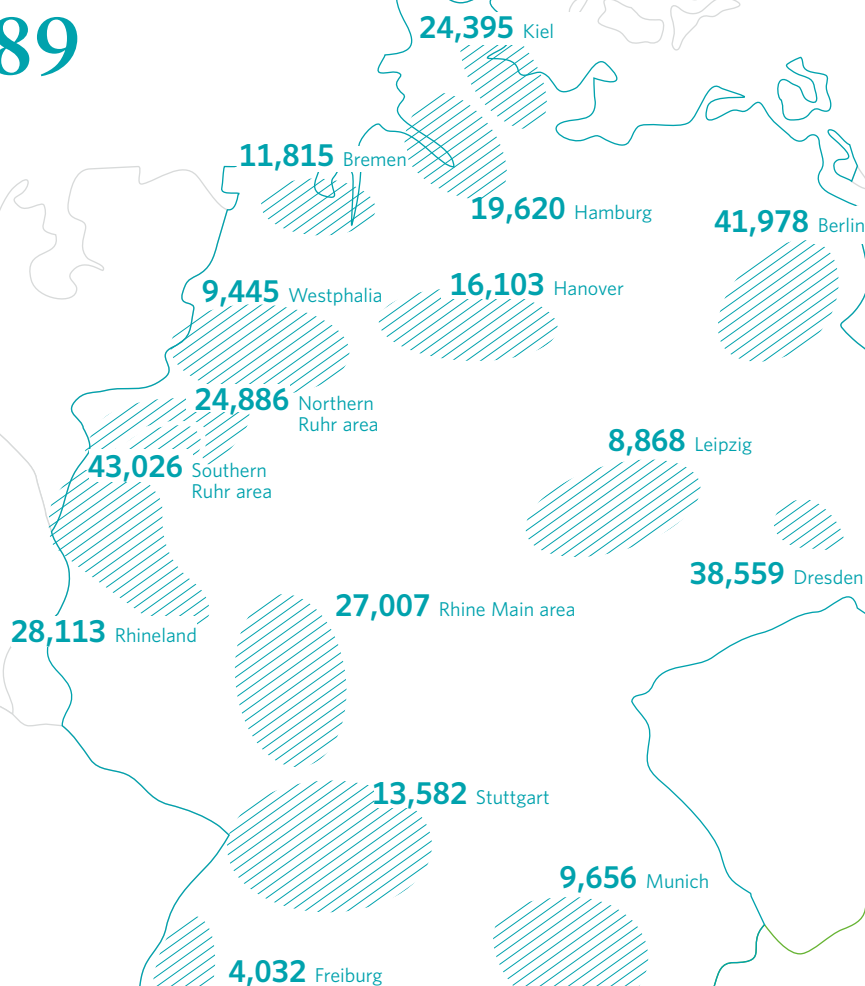 89
24,395 Kiel
11,815 Bremen
19,620 Hamburg
41,978 Berlin
9,445 Westphalia
16,103 Hanover
24,886 Northern
Ruhr area
8,868 Leipzig
43,026 Southern
Ruhr area
38,559 Dresden
27,007 Rhine Main area
28,113 Rhineland
13,582 Stuttgart
9,656 Munich
4,032 Freiburg